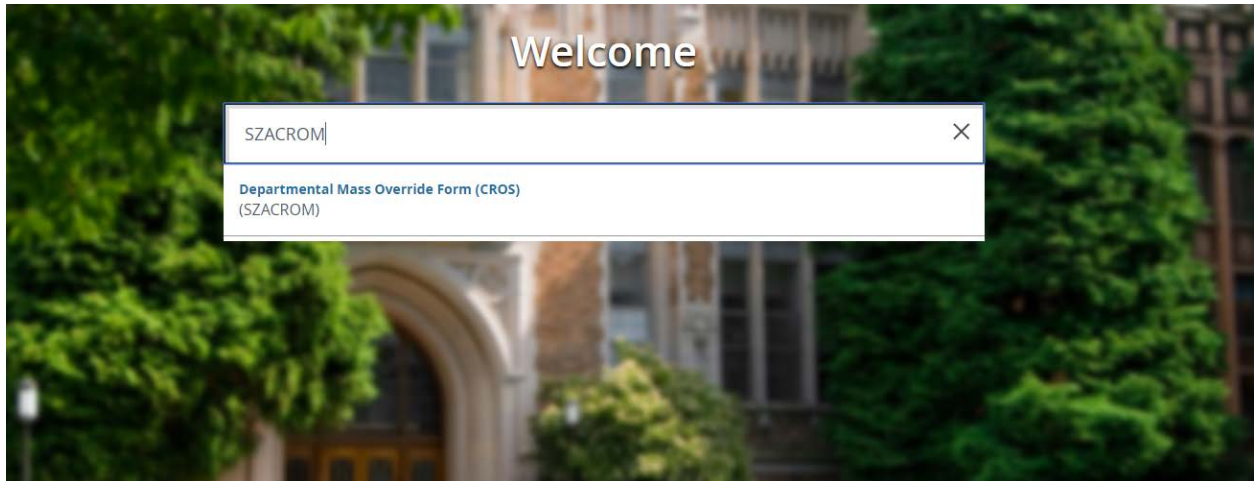 Welcome
SZACROM
Departmental Mass Override Form (CROS)
(SZACROM)